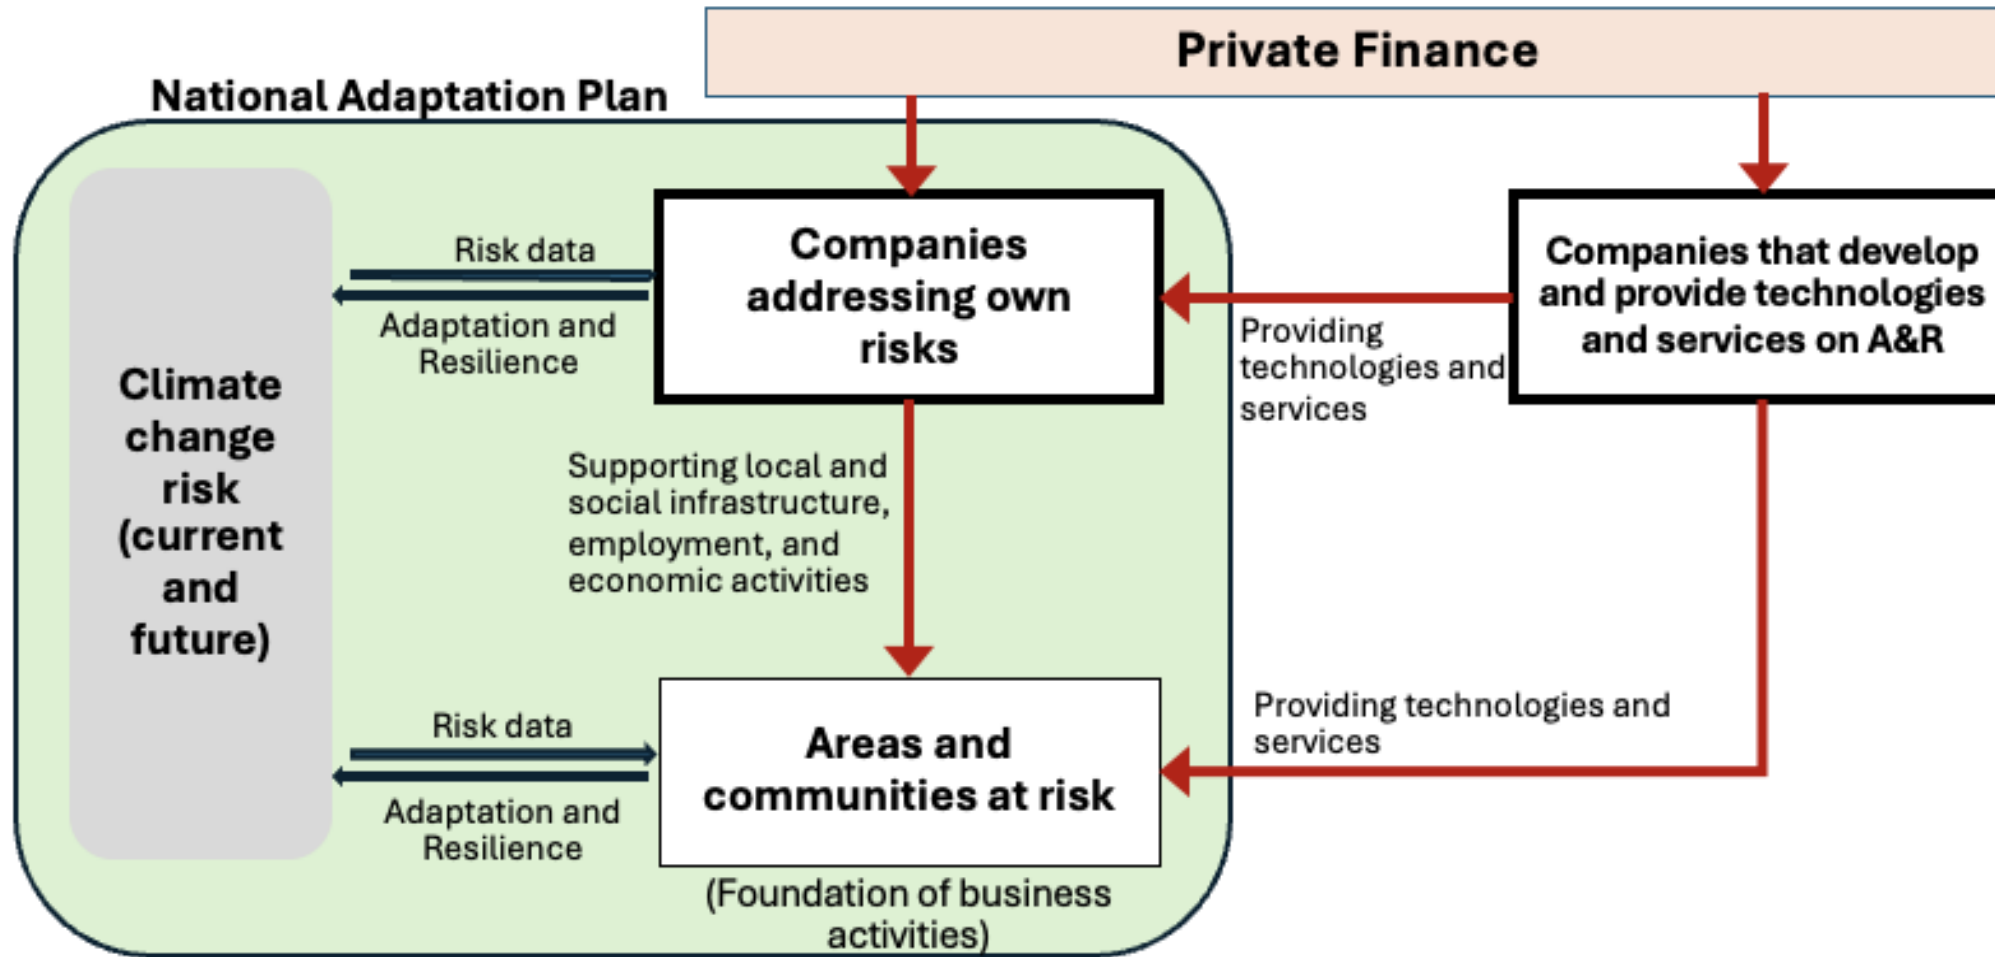 Private Finance
National Adaptation Plan
Risk data
Adaptation and
Resilience
Companies
addressing own
risks
Companies that develop
and provide technologies
and services on A&R
Providing
technologies and
services
Climate
change
risk
(current
and
future)
Supporting local and
social infrastructure,
employment, and
economic activities
Risk data
Adaptation and
Resilience
Areas and
communities at risk
Providing technologies and
services
(Foundation of business
activities)